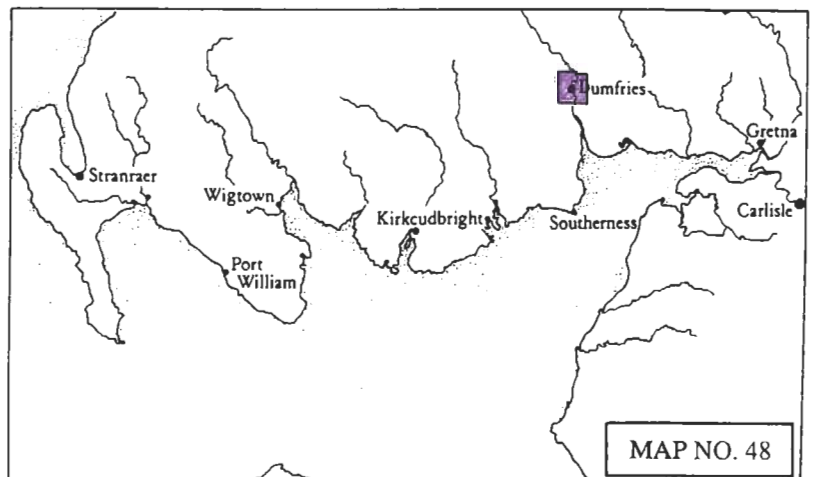 Dumfries
Gretna
Stranraer
Wigtown
Kirkcudbright
Southerness
Carlisle
Port
William
MAP NO. 48